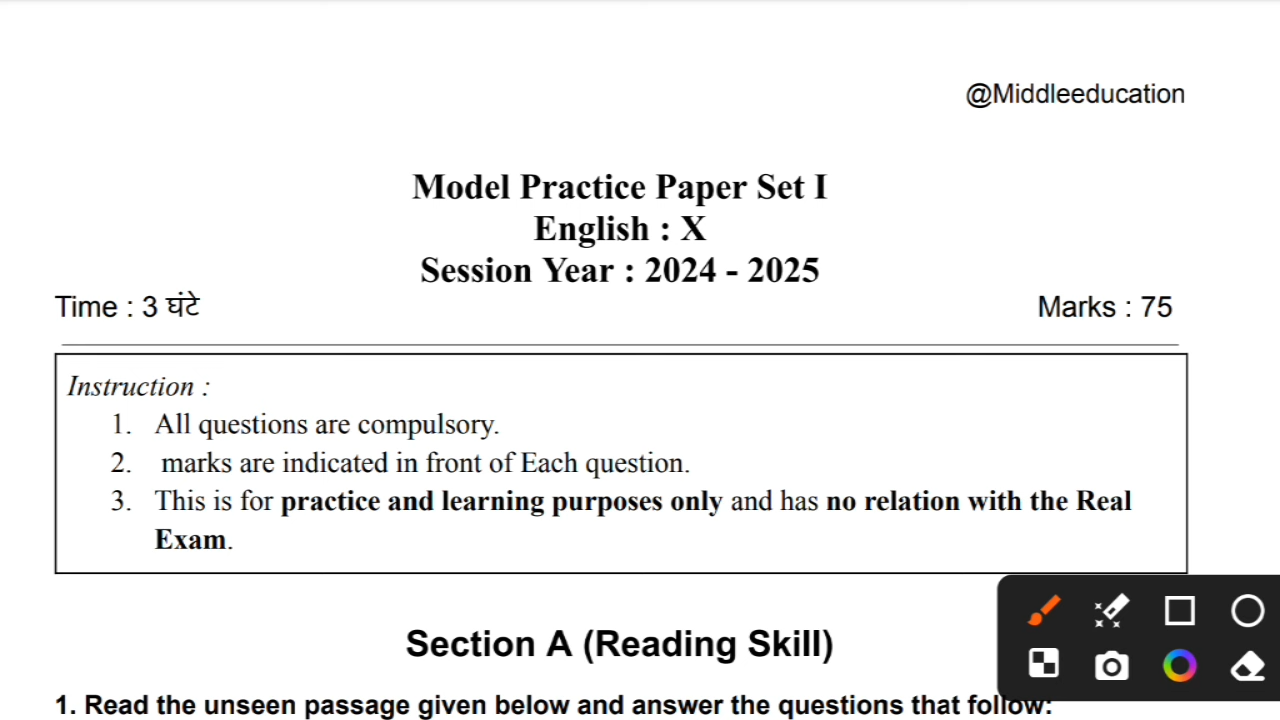 @Middleeducation
Model Practice Paper Set I
English : X
Session Year : 2024 - 2025
Time : 3 घंटे
Marks : 75
Instruction :
1. All questions are compulsory.
2. marks are indicated in front of Each question.
3. This is for practice and learning purposes only and has no relation with the Real
Exam.
Section A (Reading Skill)
1. Read the unseen passage given below and answer the questions that follow: